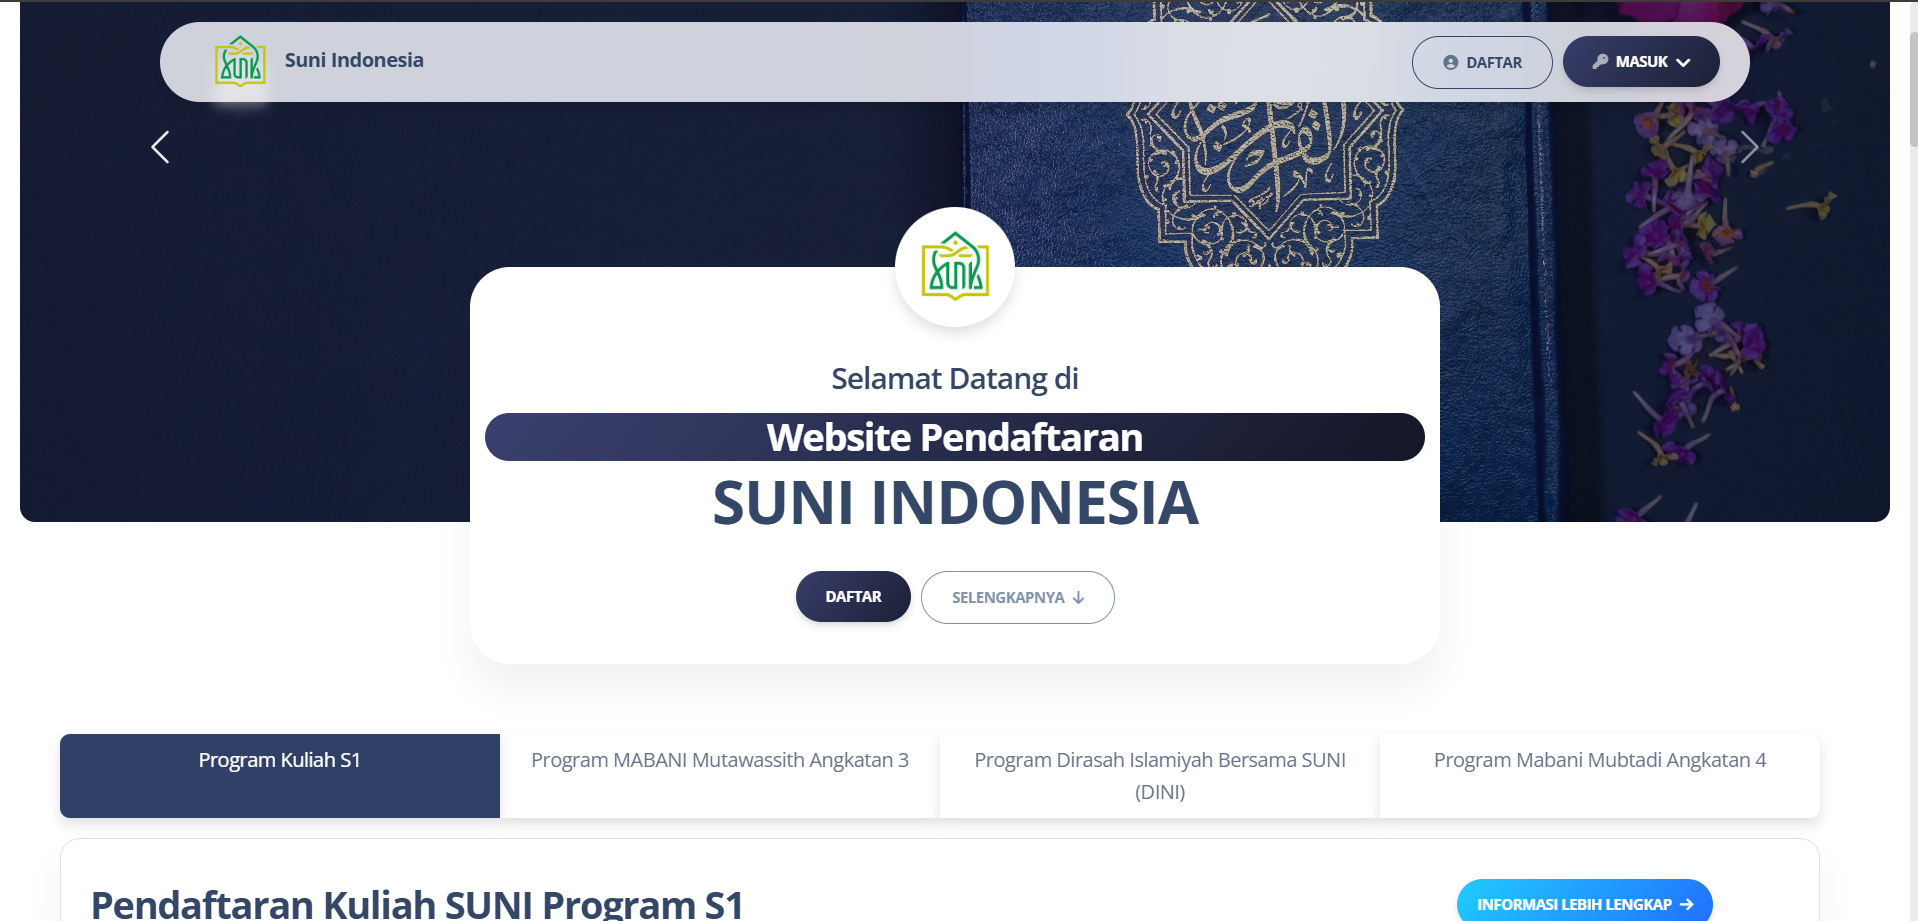 Suni Indonesia
DAFTAR
MASUK
SUNI
Selamat Datang di
Website Pendaftaran
SUNI INDONESIA
DAFTAR
SELENGKAPNYA
Program Kuliah S1
Program MABANI Mutawassith Angkatan 3
Program Dirasah Islamiyah Bersama SUNI
(DINI)
Program Mabani Mubtadi Angkatan 4
Pendaftaran Kuliah SUNI Program S1
INFORMASI LEBIH LENGKAP